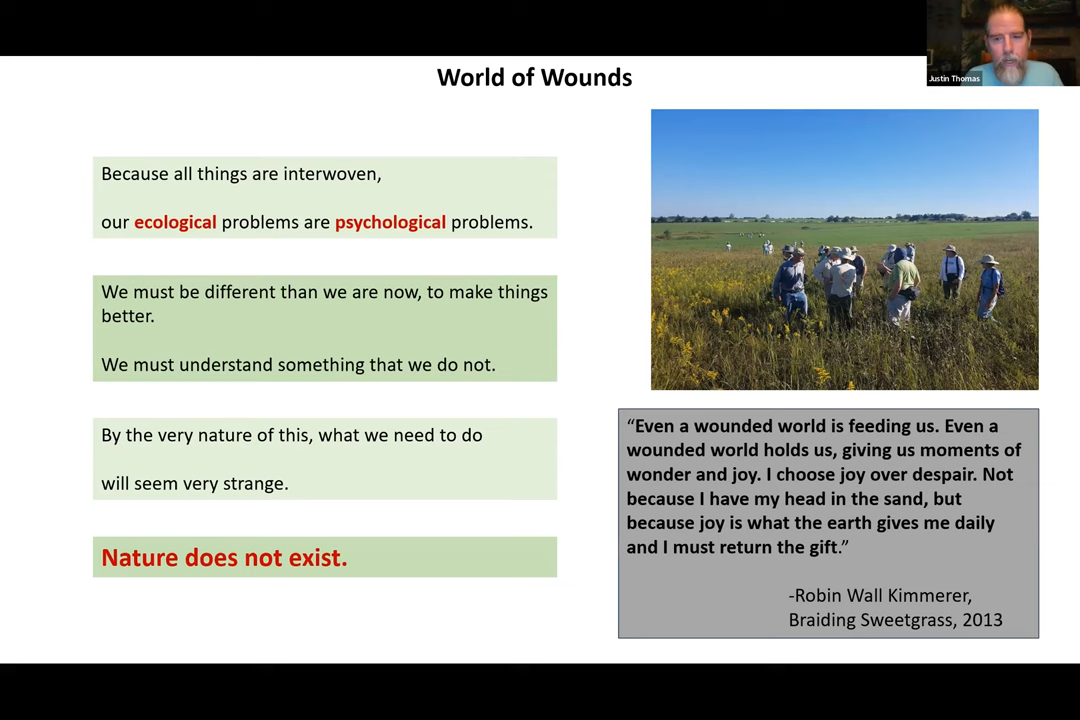 World of Wounds
Justin Thomas
Because all things are interwoven,
our ecological problems are psychological problems.
We must be different than we are now, to make things
better.
We must understand something that we do not.
By the very nature of this, what we need to do
will seem very strange.
Nature does not exist.
“Even a wounded world is feeding us. Even a
wounded world holds us, giving us moments of
wonder and joy. I choose joy over despair. Not
because I have my head in the sand, but
because joy is what the earth gives me daily
and I must return the gift.”
-Robin Wall Kimmerer,
Braiding Sweetgrass, 2013